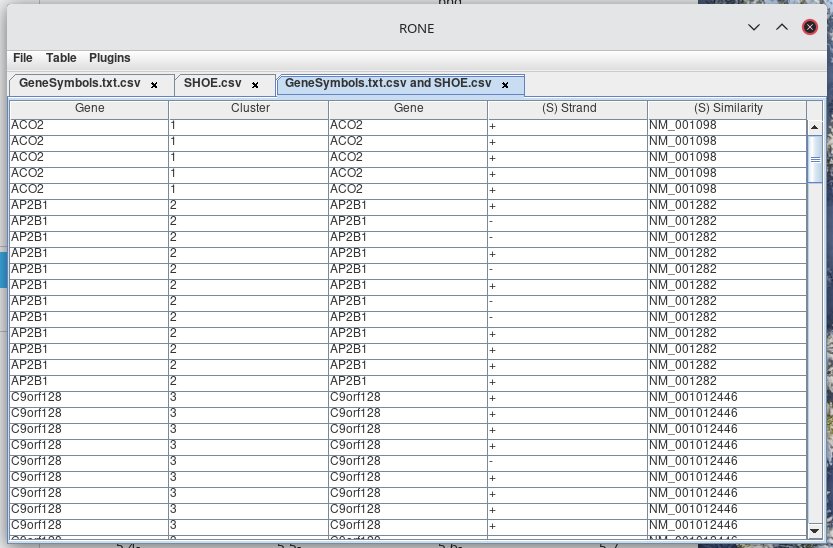 RONE
File Table Plugins
GeneSymbols.txt.csv x SHOE.csv x GeneSymbols.txt.csv and SHOE.csv x
Gene Cluster Gene (S) Strand (S) Similarity
ACO2 1 ACO2 + NM_001098
ACO2 1 ACO2 + NM_001098
ACO2 1 ACO2 + NM_001098
ACO2 1 ACO2 + NM_001098
ACO2 1 ACO2 + NM_001098
AP2B1 2 AP2B1 + NM_001282
AP2B1 2 AP2B1 - NM_001282
AP2B1 2 AP2B1 - NM_001282
AP2B1 2 AP2B1 + NM_001282
AP2B1 2 AP2B1 - NM_001282
AP2B1 2 AP2B1 + NM_001282
AP2B1 2 AP2B1 - NM_001282
AP2B1 2 AP2B1 - NM_001282
AP2B1 2 AP2B1 + NM_001282
AP2B1 2 AP2B1 + NM_001282
AP2B1 2 AP2B1 + NM_001282
AP2B1 2 AP2B1 + NM_001282
C9orf128 3 C9orf128 + NM_001012446
C9orf128 3 C9orf128 + NM_001012446
C9orf128 3 C9orf128 + NM_001012446
C9orf128 3 C9orf128 + NM_001012446
C9orf128 3 C9orf128 - NM_001012446
C9orf128 3 C9orf128 + NM_001012446
C9orf128 3 C9orf128 + NM_001012446
C9orf128 3 C9orf128 + NM_001012446
C9orf128 3 C9orf128 + NM_001012446